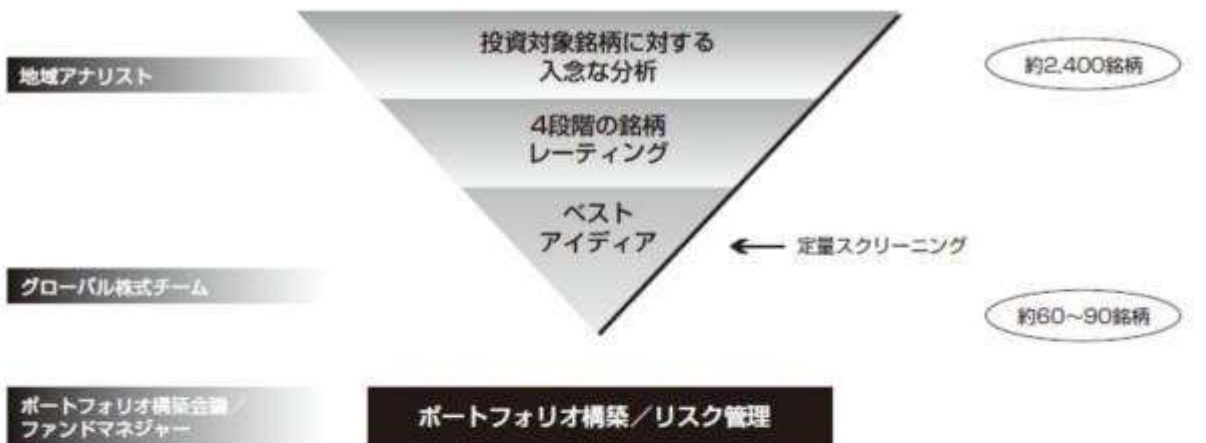 投資対象銘柄に対する
入念な分析
地域アナリスト
約2,400銘柄
4段階の銘柄
レーティング
ベスト
アイディア
定量スクリーニング
グローバル株式チーム
約60～90銘柄
ポートフォリオ構築会議／
ファンドマネジャー
ポートフォリオ構築／リスク管理